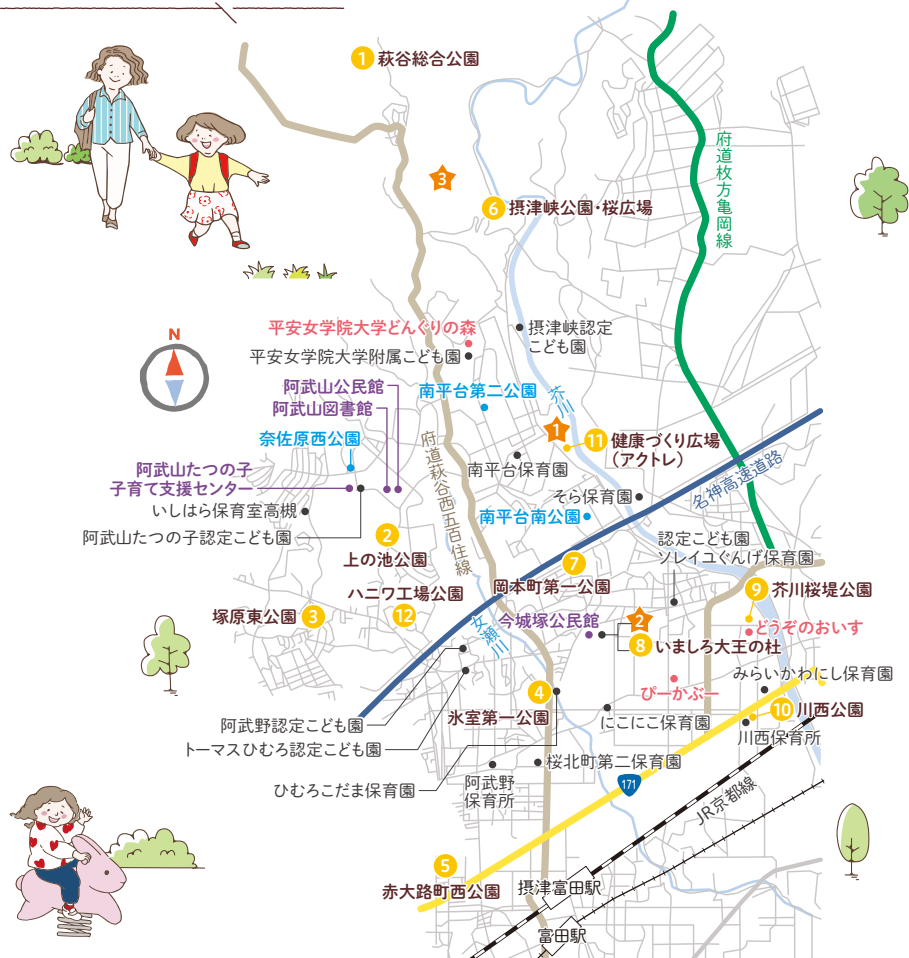 1 萩谷総合公園
3
6 摂津峡公園・桜広場
府道枚方亀岡線
N
平安女学院大学どんぐりの森
平安女学院大学附属こども園
摂津峡認定
こども園
阿武山公民館
阿武山図書館
南平台第二公園
芥川
奈佐原西公園
1
11 健康づくり広場
(アクトレ)
府道萩谷西五百住線
阿武山たつの子
子育て支援センター
南平台保育園
名神高速道路
いしはら保育室高槻
そら保育園
阿武山たつの子認定こども園
南平台南公園
2
上の池公園
認定こども園
ソレイユぐんげ保育園
7
岡本町第一公園
ハニワ工場公園
12
9 芥川桜堤公園
塚原東公園 3
女瀬川
今城塚公民館
2
8 いましろ大王の杜
どうぞのおいす
みらいかわにし保育園
4
氷室第一公園
ぴーかぶー
10 川西公園
阿武野認定こども園
にこにこ保育園
川西保育所
トーマスひむろ認定こども園
桜北町第二保育園
ひむろこだま保育園
阿武野
保育所
171
JR京都線
5
赤大路町西公園
摂津富田駅
富田駅